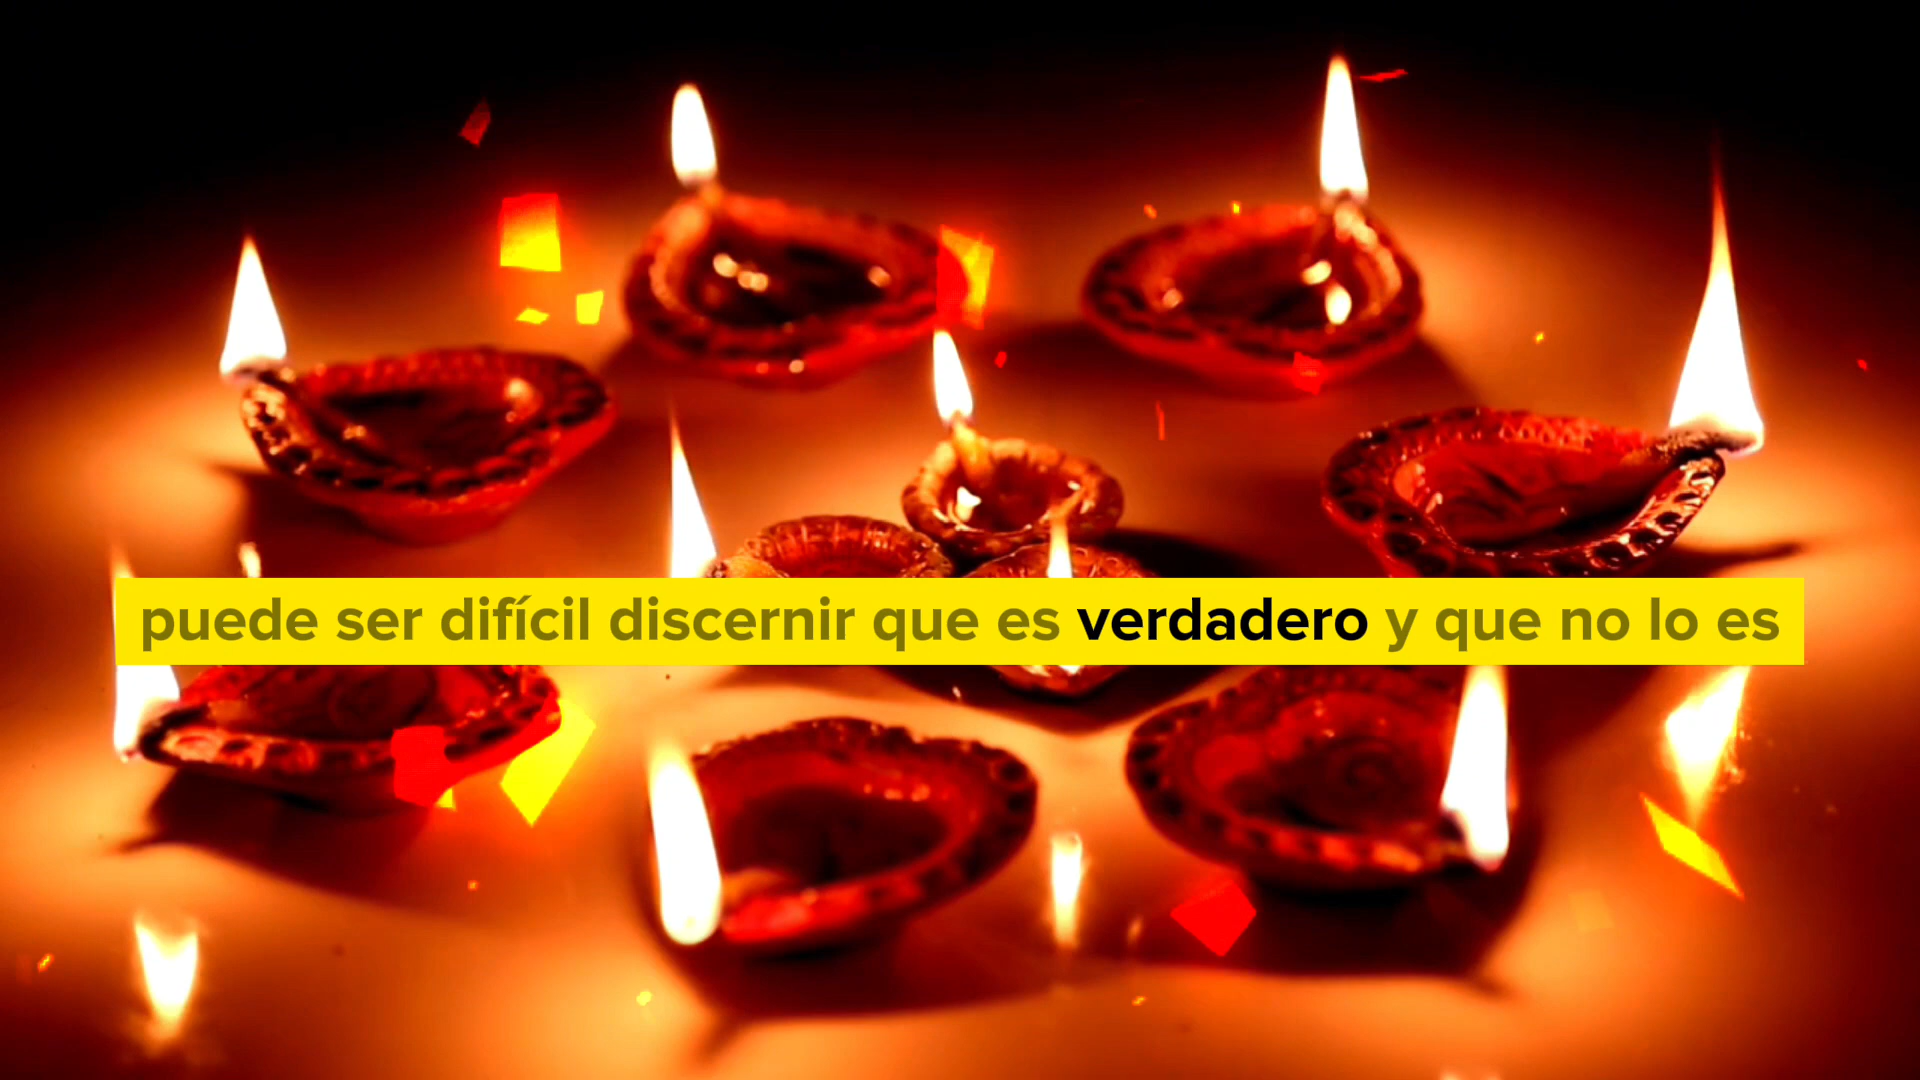 puede ser difícil discernir que es verdadero y que no lo es